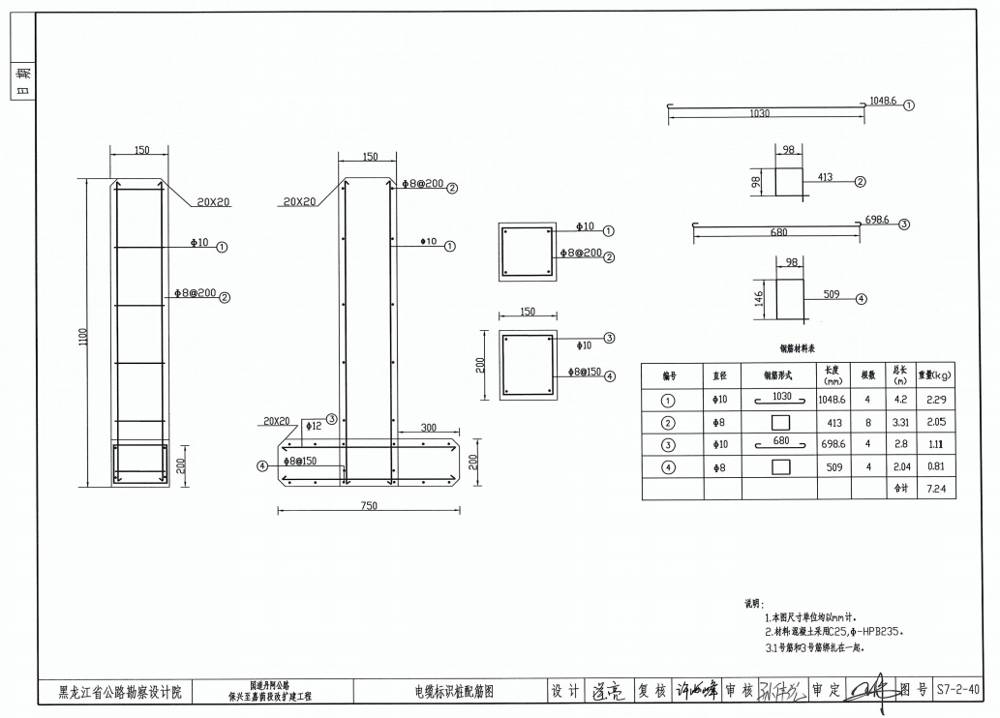 日期
150
20X20
Φ10 ①
Φ8@200 ②
1100
200
150
20X20
Φ8@200 ②
Φ10 ①
20X20
Φ12 ③
300
④ Φ8@150
200
750
Φ10 ①
Φ8@200 ②
150
200
③
Φ10
Φ8@150 ④
1048.6 ①
1030
98
98
413 ②
698.6 ③
680
98
146
509 ④
钢筋材料表
编号 直径 钢筋形式 长度(mm) 根数 总长(m) 重量(kg)
① Φ10 1030 1048.6 4 4.2 2.29
② Φ8 413 8 3.31 2.05
③ Φ10 680 698.6 4 2.8 1.11
④ Φ8 509 4 2.04 0.81
合计 7.24
说明:
1.本图尺寸单位均以mm计。
2.材料:混凝土采用C25,Φ-HPB235。
3.1号筋和3号筋绑扎在一起。
黑龙江省公路勘察设计院
国道丹阿公路
保兴至嘉荫段改扩建工程
电缆标识桩配筋图
设计 复核 审核 审定 图号 S7-2-40